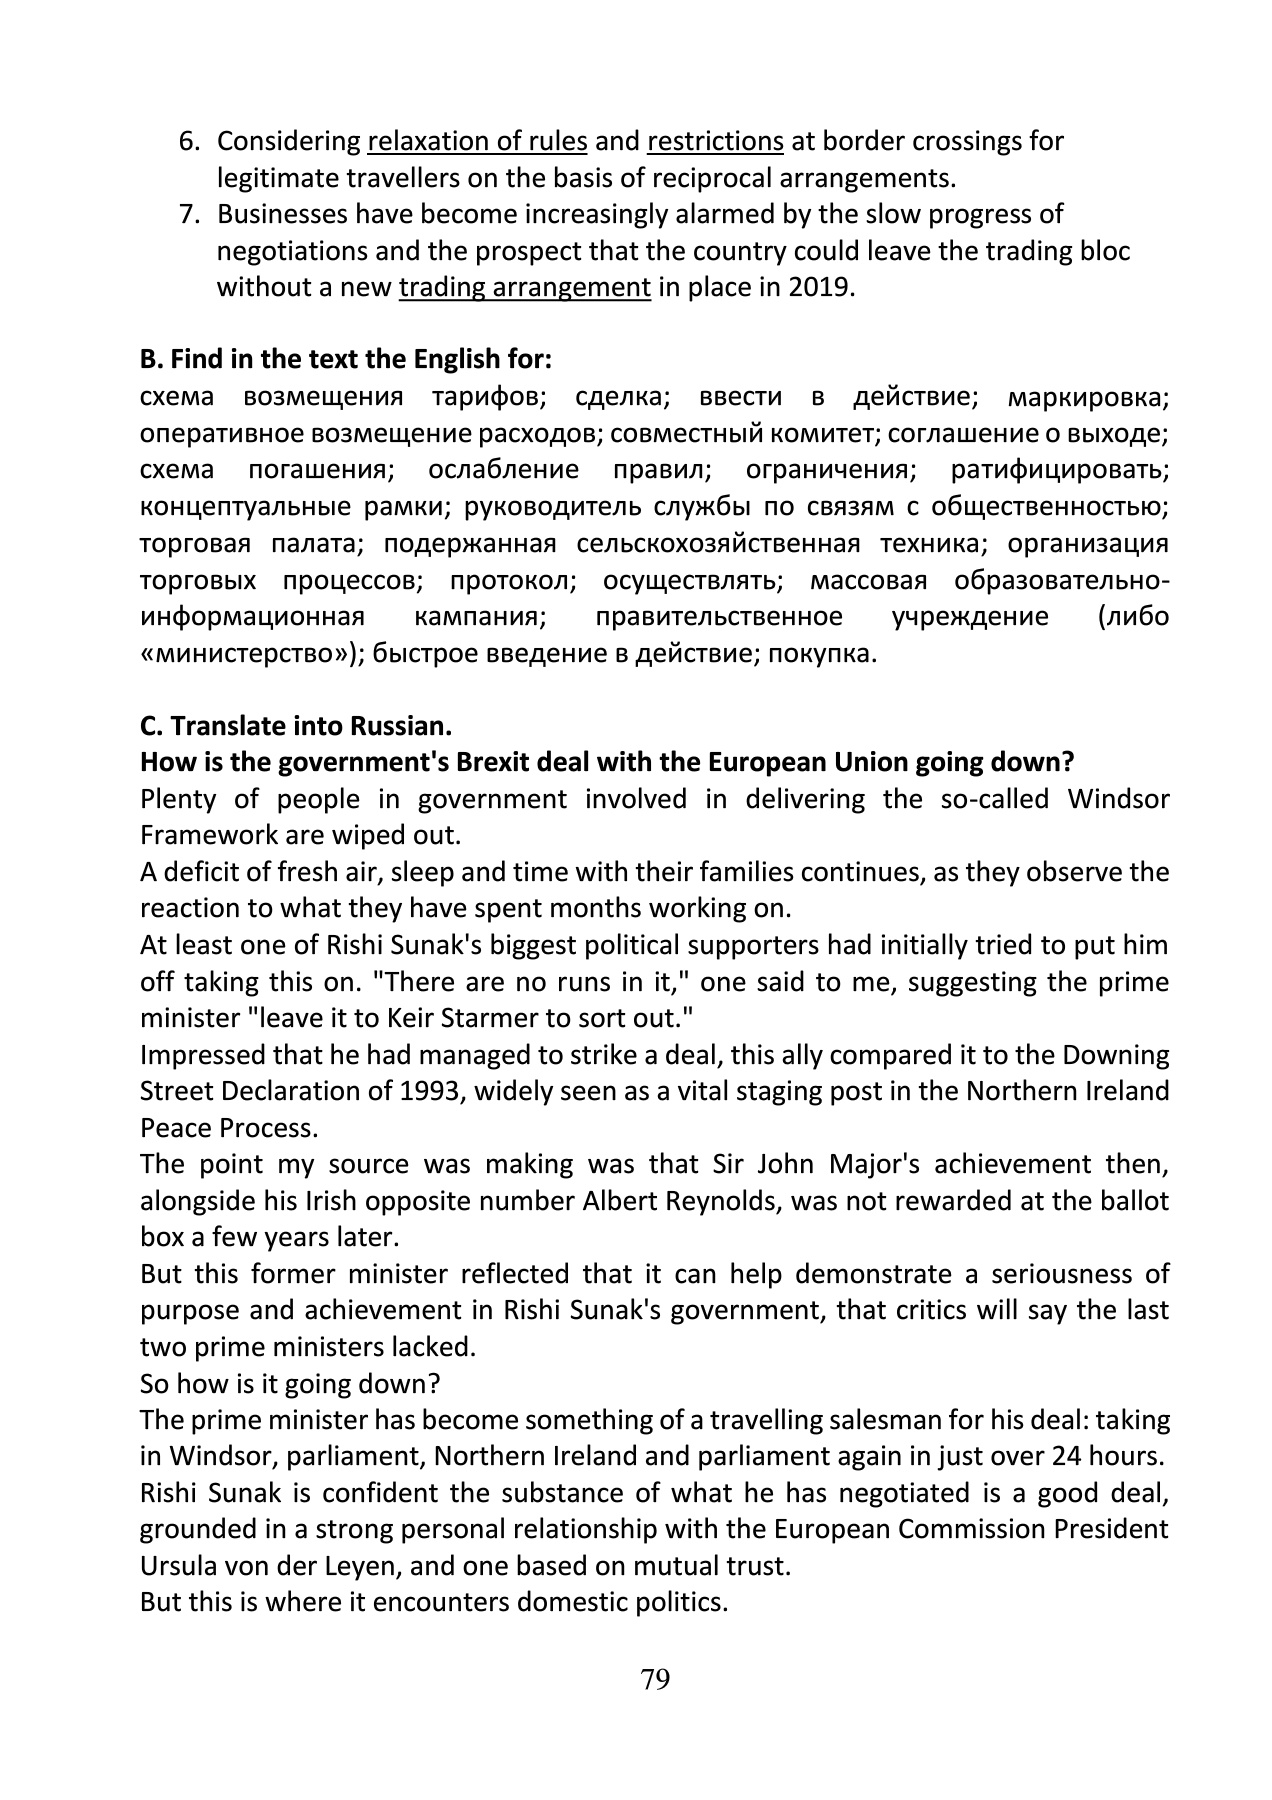 6. Considering relaxation of rules and restrictions at border crossings for
legitimate travellers on the basis of reciprocal arrangements.
7. Businesses have become increasingly alarmed by the slow progress of
negotiations and the prospect that the country could leave the trading bloc
without a new trading arrangement in place in 2019.
B. Find in the text the English for:
схема возмещения тарифов; сделка; ввести в действие; маркировка;
оперативное возмещение расходов; совместный комитет; соглашение о выходе;
схема погашения; ослабление правил; ограничения; ратифицировать;
концептуальные рамки; руководитель службы по связям с общественностью;
торговая палата; подержанная сельскохозяйственная техника; организация
торговых процессов; протокол; осуществлять; массовая образовательно-
информационная кампания; правительственное учреждение (либо
«министерство»); быстрое введение в действие; покупка.
C. Translate into Russian.
How is the government's Brexit deal with the European Union going down?
Plenty of people in government involved in delivering the so-called Windsor
Framework are wiped out.
A deficit of fresh air, sleep and time with their families continues, as they observe the
reaction to what they have spent months working on.
At least one of Rishi Sunak's biggest political supporters had initially tried to put him
off taking this on. "There are no runs in it," one said to me, suggesting the prime
minister "leave it to Keir Starmer to sort out."
Impressed that he had managed to strike a deal, this ally compared it to the Downing
Street Declaration of 1993, widely seen as a vital staging post in the Northern Ireland
Peace Process.
The point my source was making was that Sir John Major's achievement then,
alongside his Irish opposite number Albert Reynolds, was not rewarded at the ballot
box a few years later.
But this former minister reflected that it can help demonstrate a seriousness of
purpose and achievement in Rishi Sunak's government, that critics will say the last
two prime ministers lacked.
So how is it going down?
The prime minister has become something of a travelling salesman for his deal: taking
in Windsor, parliament, Northern Ireland and parliament again in just over 24 hours.
Rishi Sunak is confident the substance of what he has negotiated is a good deal,
grounded in a strong personal relationship with the European Commission President
Ursula von der Leyen, and one based on mutual trust.
But this is where it encounters domestic politics.
79